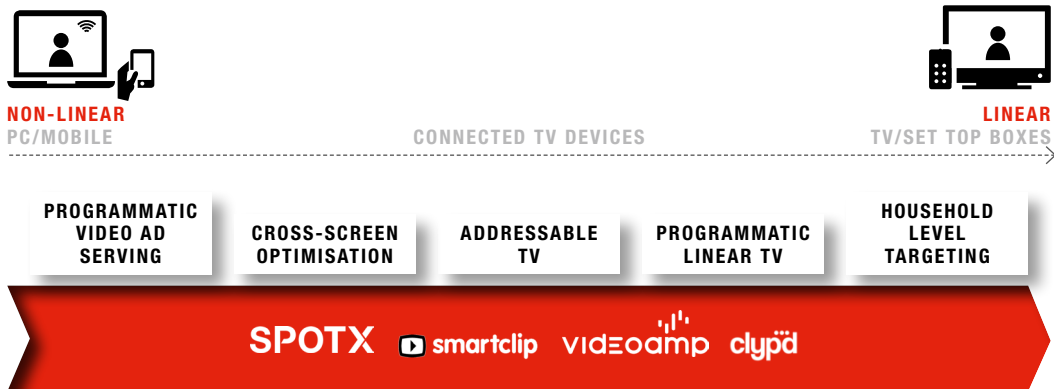 NON-LINEAR
PC/MOBILE
CONNECTED TV DEVICES
LINEAR
TV/SET TOP BOXES
PROGRAMMATIC
VIDEO AD
SERVING
CROSS-SCREEN
OPTIMISATION
ADDRESSABLE
TV
PROGRAMMATIC
LINEAR TV
HOUSEHOLD
LEVEL
TARGETING
SPOTX smartclip videoamp clypd